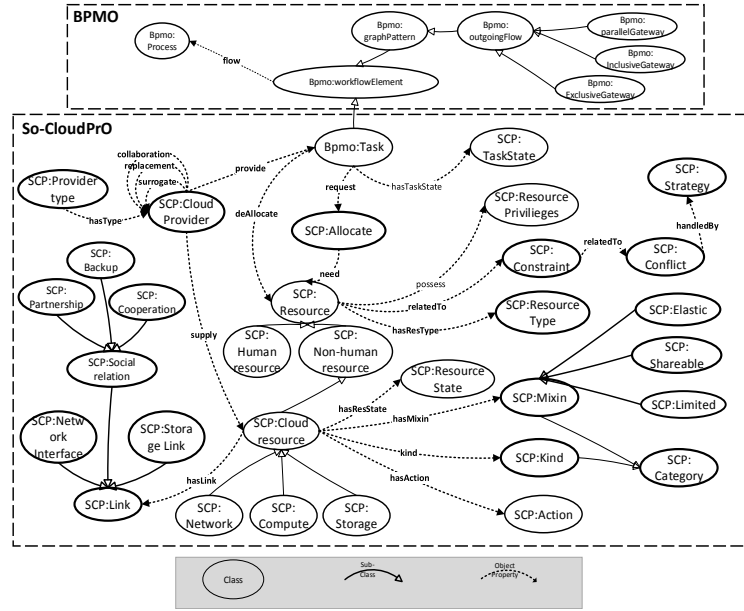 BPMO
Bpmo:
Process
flow
Bpmo:
graphPattern
Bpmo:
outgoingFlow
Bpmo:
parallelGateway
Bpmo:
InclusiveGateway
Bpmo:
ExclusiveGateway
Bpmo:workflowElement
So-CloudPrO
collaboration
replacement
surrogate
provide
Bpmo:Task
SCP:
TaskState
hasTaskState
request
SCP:Provider
type
hasType
SCP:Cloud
Provider
deAllocate
SCP:Allocate
SCP:Resource
Privilieges
SCP:
Strategy
handledBy
SCP:
Constraint
relatedTo
SCP:
Conflict
need
possess
relatedTo
hasResType
SCP:
Resource
SCP:Resource
Type
SCP:
Backup
SCP:
Partnership
SCP:
Cooperation
supply
SCP:
Human
resource
SCP:
Non-human
resource
SCP:Elastic
SCP:
Shareable
SCP:Limited
SCP:Social
relation
SCP:Resource
State
hasResState
hasMixin
SCP:Mixin
SCP:Netw
ork
Interface
SCP:Stora
ge Link
SCP:Cloud
resource
kind
SCP:Kind
SCP:
Category
hasAction
hasLink
SCP:Link
SCP:
Network
SCP:
Compute
SCP:
Storage
SCP:Action
Class
Sub-
Class
Object
Property